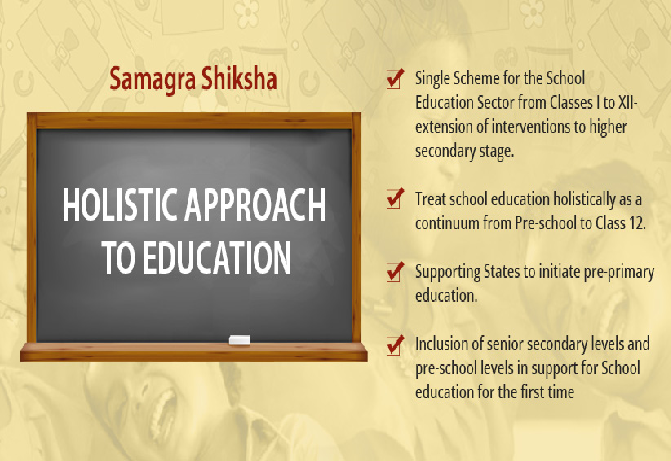 Samagra Shiksha
HOLISTIC APPROACH
TO EDUCATION
Single Scheme for the School
Education Sector from Classes I to XII-
extension of interventions to higher
secondary stage.
Treat school education holistically as a
continuum from Pre-school to Class 12.
Supporting States to initiate pre-primary
education.
Inclusion of senior secondary levels and
pre-school levels in support for School
education for the first time